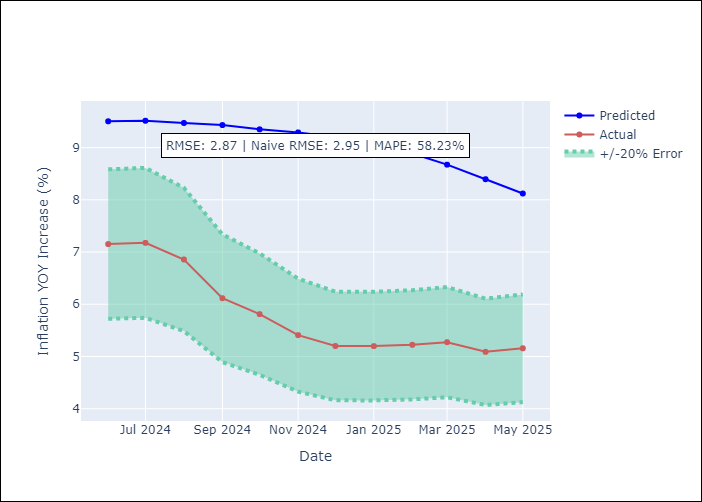 Predicted
Actual
+/-20% Error
RMSE: 2.87 | Naive RMSE: 2.95 | MAPE: 58.23%
Inflation YOY Increase (%)
9
8
7
6
5
4
Jul 2024
Sep 2024
Nov 2024
Jan 2025
Mar 2025
May 2025
Date